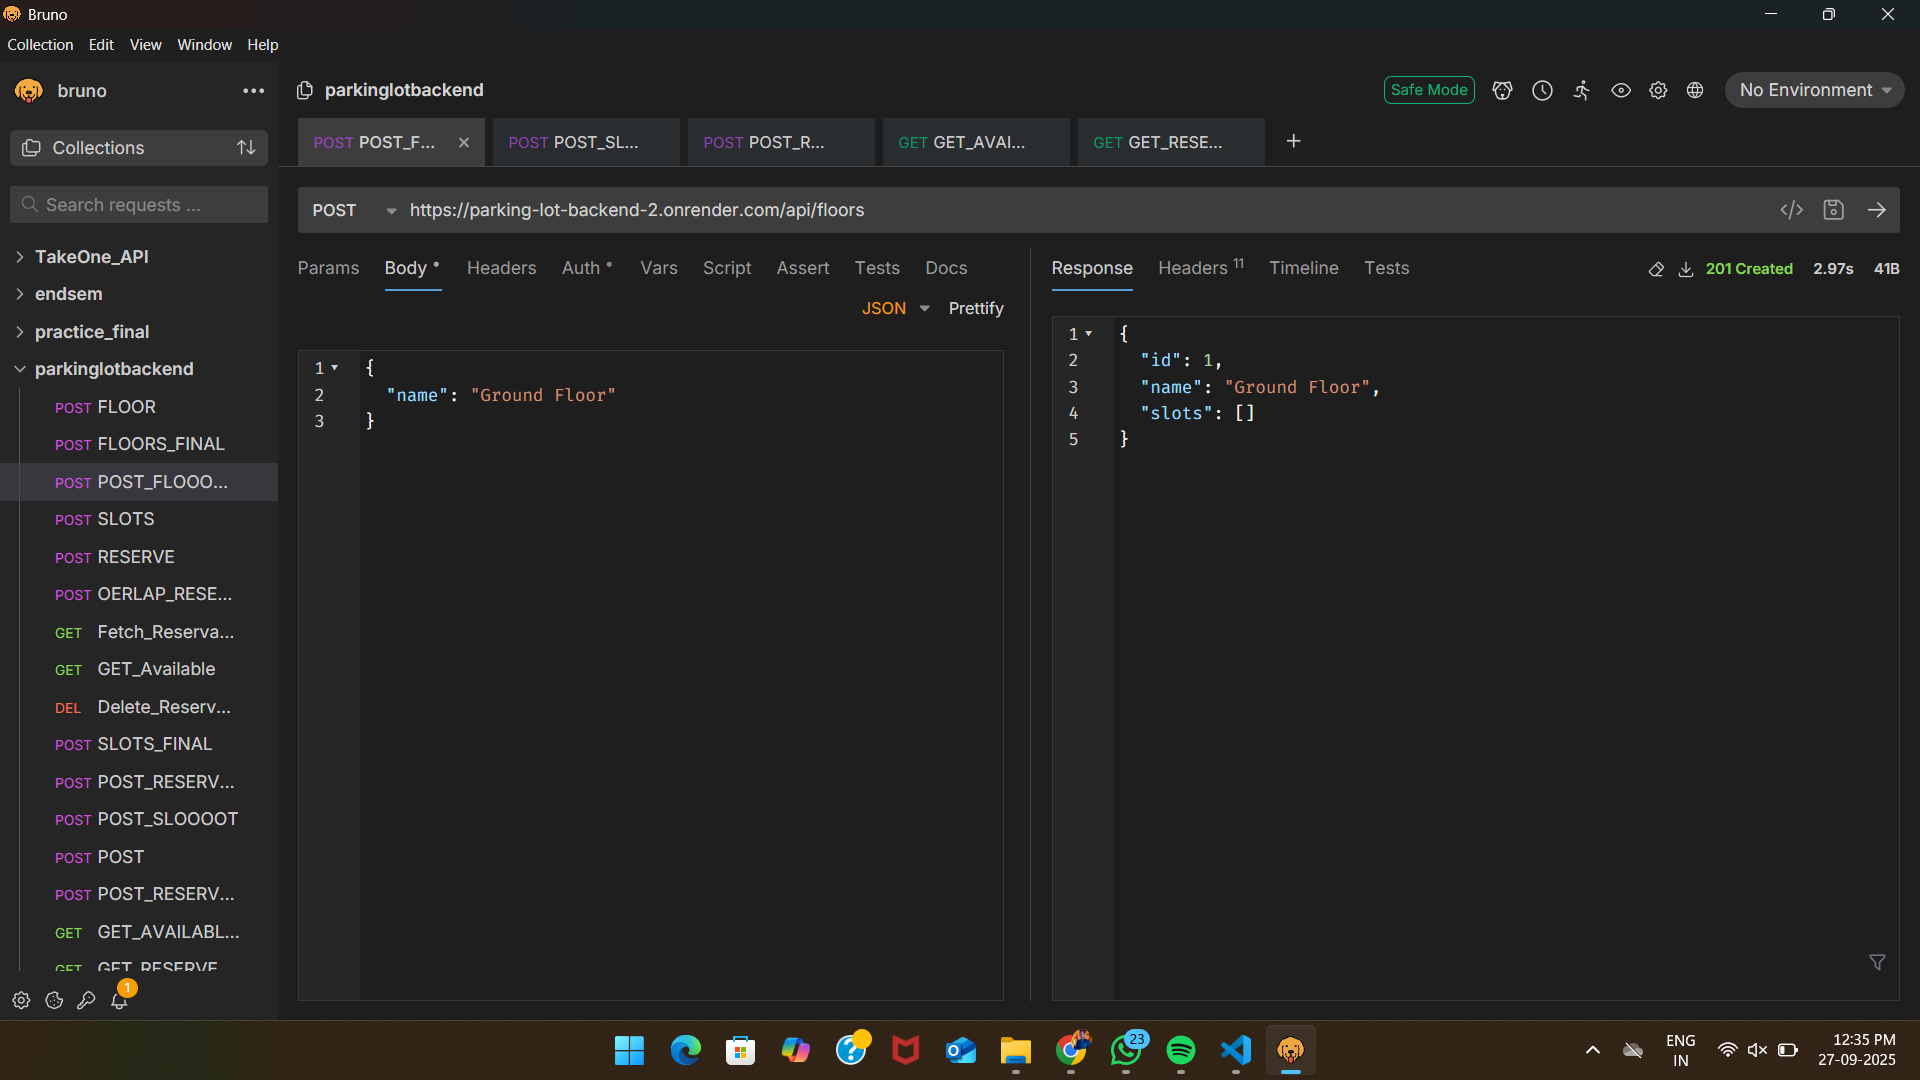 Bruno
Collection Edit View Window Help
bruno
parkinglotbackend
Safe Mode
No Environment
Collections
POST POST_F...
POST POST_SL...
POST POST_R...
GET GET_AVAI...
GET GET_RESE...
Search requests ...
POST https://parking-lot-backend-2.onrender.com/api/floors
TakeOne_API
endsem
practice_final
parkinglotbackend
POST FLOOR
POST FLOORS_FINAL
POST POST_FLOOO...
POST SLOTS
POST RESERVE
POST OERLAP_RESE...
GET Fetch_Reserva...
GET GET_Available
DEL Delete_Reserv...
POST SLOTS_FINAL
POST POST_RESERV...
POST POST_SLOOOOT
POST POST
POST POST_RESERV...
GET GET_AVAILABL...
GET GET_RESERVE
1
Params Body Headers Auth Vars Script Assert Tests Docs
JSON Prettify
1 {
2 "name": "Ground Floor"
3 }
Response Headers 11 Timeline Tests
201 Created 2.97s 41B
1 {
2 "id": 1,
3 "name": "Ground Floor",
4 "slots": []
5 }
23
ENG
IN
12:35 PM
27-09-2025